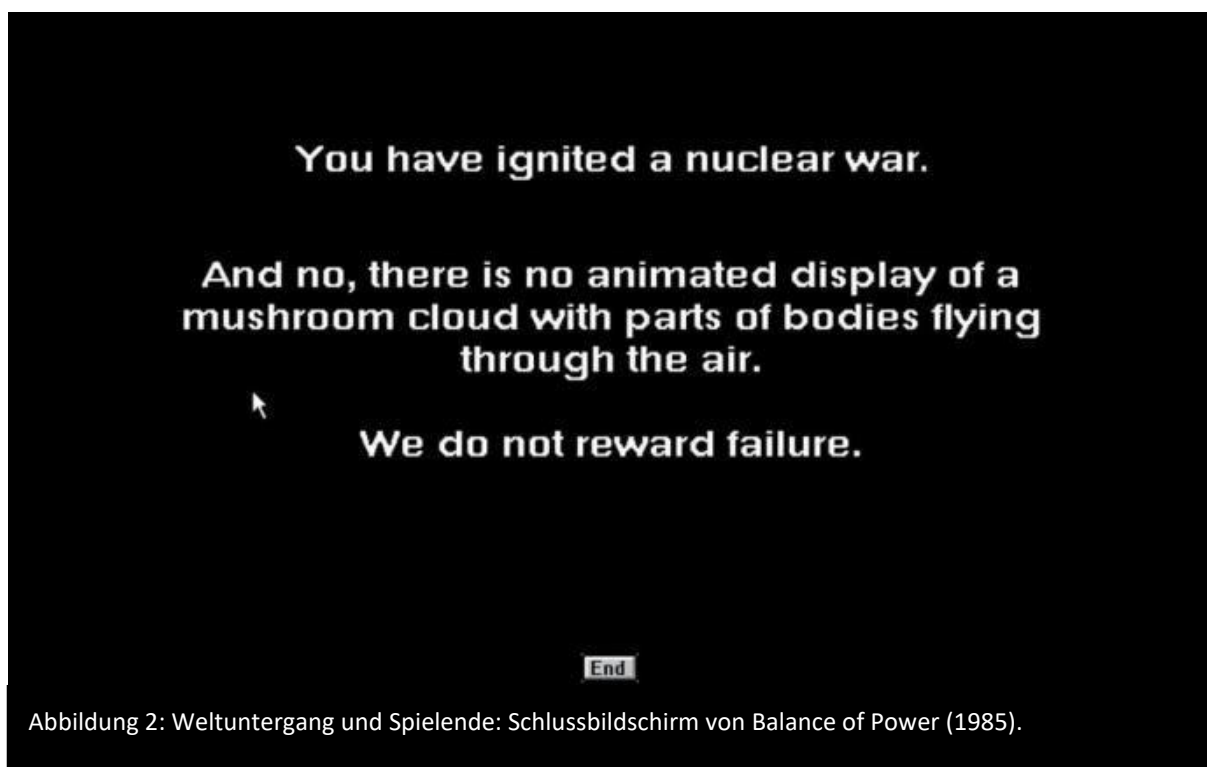 You have ignited a nuclear war.
And no, there is no animated display of a
mushroom cloud with parts of bodies flying
through the air.
We do not reward failure.
End
Abbildung 2: Weltuntergang und Spielende: Schlussbildschirm von Balance of Power (1985).